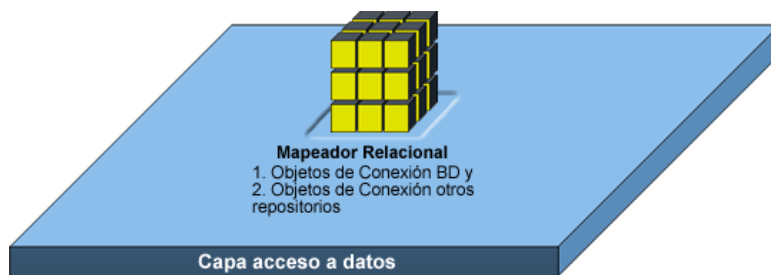 Mapeador Relacional
1. Objetos de Conexión BD y
2. Objetos de Conexión otros
repositorios
Capa acceso a datos